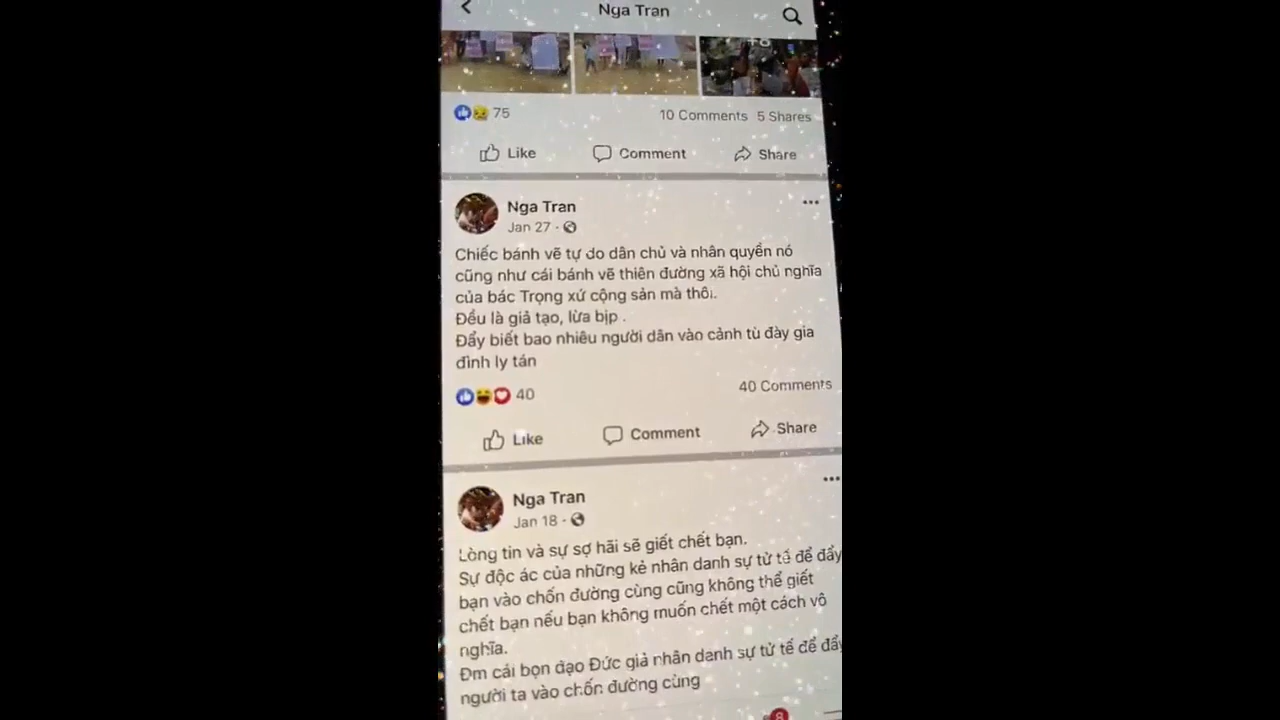 Nga Tran
+8
75
10 Comments 5 Shares
Like Comment Share
Nga Tran
Jan 27 ·
Chiếc bánh vẽ tự do dân chủ và nhân quyền nó
cũng như cái bánh vẽ thiên đường xã hội chủ nghĩa
của bác Trọng xứ cộng sản mà thôi.
Đều là giả tạo, lừa bịp .
Đẩy biết bao nhiêu người dân vào cảnh tù đày gia
đình ly tán
40
40 Comments
Like Comment Share
Nga Tran
Jan 18 ·
Lòng tin và sự sợ hãi sẽ giết chết bạn.
Sự độc ác của những kẻ nhân danh sự tử tế để đẩy
bạn vào chốn đường cùng cũng không thể giết
chết bạn nếu bạn không muốn chết một cách vô
nghĩa.
Đm cái bọn đạo Đức giả nhân danh sự tử tế để đẩy
người ta vào chốn đường cùng
8